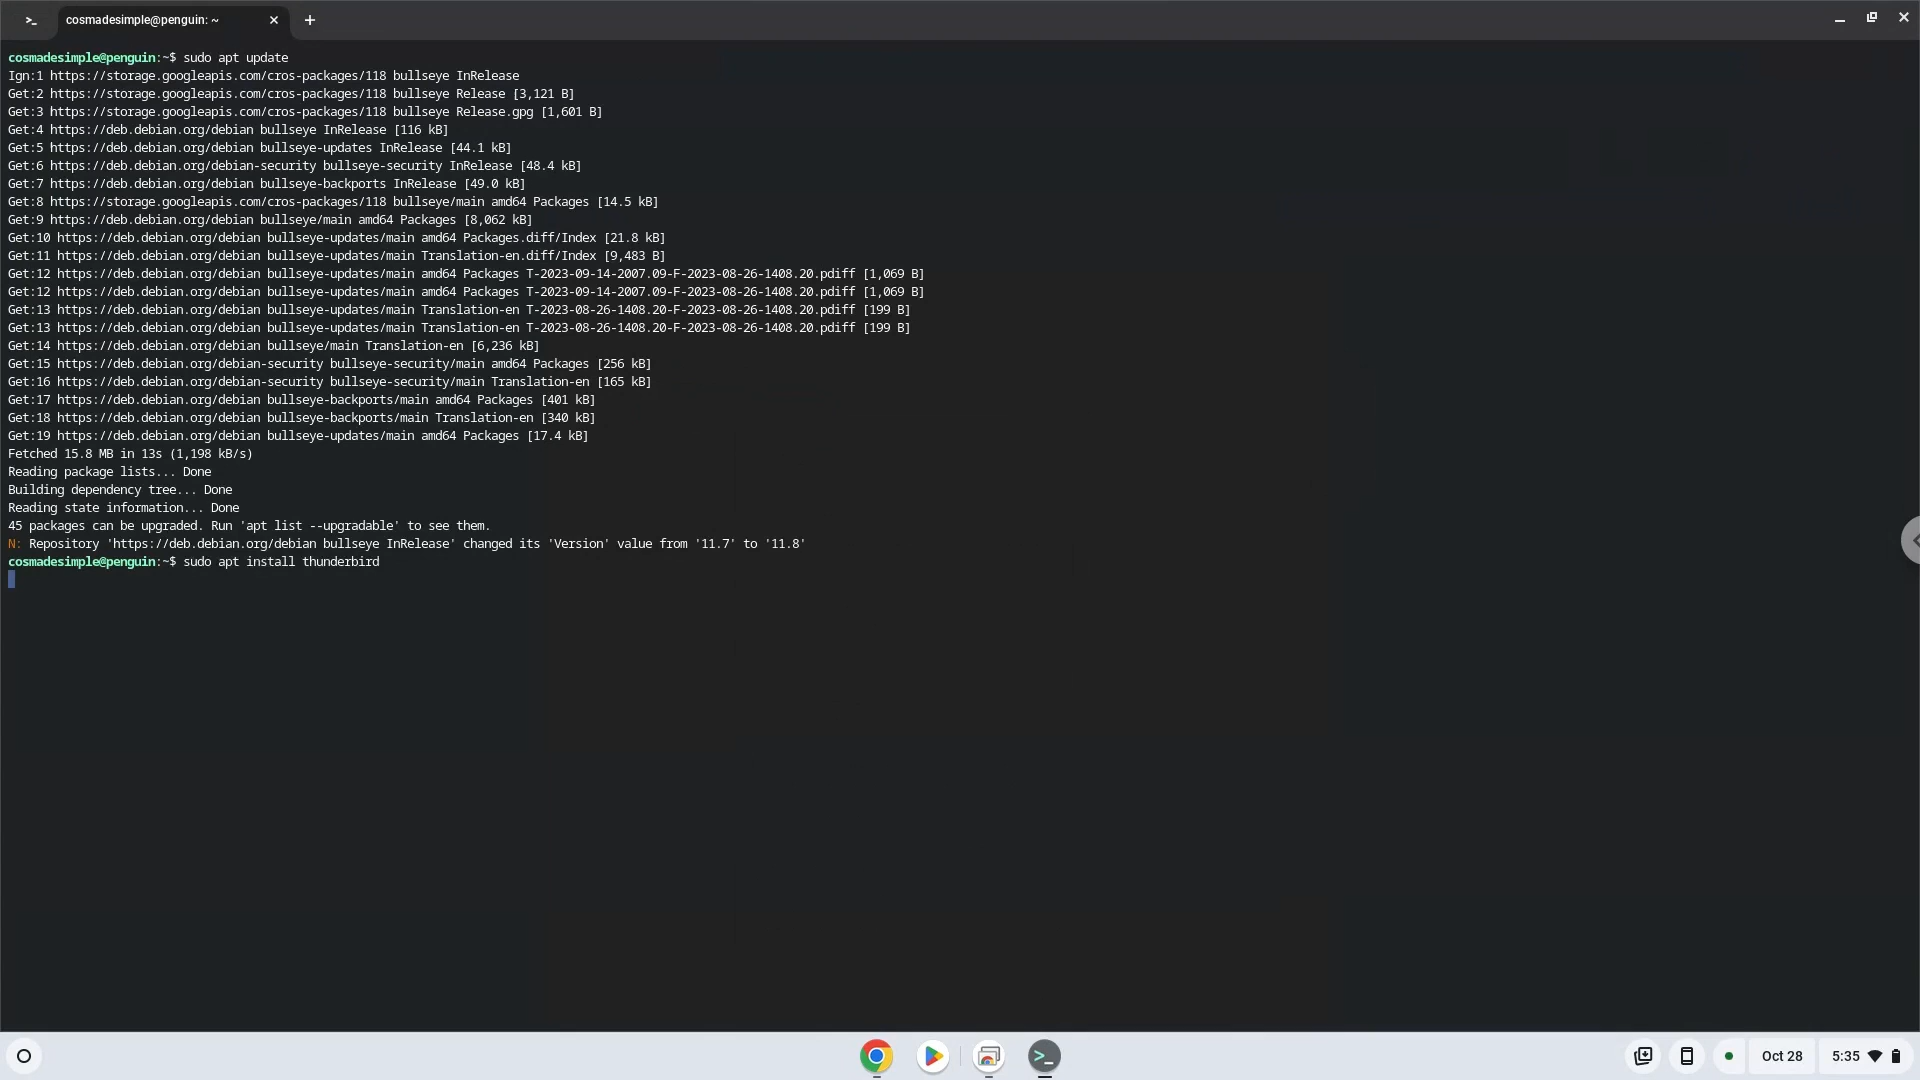 >_
cosmadesimple@penguin: ~
cosmadesimple@penguin:~$ sudo apt update
Ign:1 https://storage.googleapis.com/cros-packages/118 bullseye InRelease
Get:2 https://storage.googleapis.com/cros-packages/118 bullseye Release [3,121 B]
Get:3 https://storage.googleapis.com/cros-packages/118 bullseye Release.gpg [1,601 B]
Get:4 https://deb.debian.org/debian bullseye InRelease [116 kB]
Get:5 https://deb.debian.org/debian bullseye-updates InRelease [44.1 kB]
Get:6 https://deb.debian.org/debian-security bullseye-security InRelease [48.4 kB]
Get:7 https://deb.debian.org/debian bullseye-backports InRelease [49.0 kB]
Get:8 https://storage.googleapis.com/cros-packages/118 bullseye/main amd64 Packages [14.5 kB]
Get:9 https://deb.debian.org/debian bullseye/main amd64 Packages [8,062 kB]
Get:10 https://deb.debian.org/debian bullseye-updates/main amd64 Packages.diff/Index [21.8 kB]
Get:11 https://deb.debian.org/debian bullseye-updates/main Translation-en.diff/Index [9,483 B]
Get:12 https://deb.debian.org/debian bullseye-updates/main amd64 Packages T-2023-09-14-2007.09-F-2023-08-26-1408.20.pdiff [1,069 B]
Get:12 https://deb.debian.org/debian bullseye-updates/main amd64 Packages T-2023-09-14-2007.09-F-2023-08-26-1408.20.pdiff [1,069 B]
Get:13 https://deb.debian.org/debian bullseye-updates/main Translation-en T-2023-08-26-1408.20-F-2023-08-26-1408.20.pdiff [199 B]
Get:13 https://deb.debian.org/debian bullseye-updates/main Translation-en T-2023-08-26-1408.20-F-2023-08-26-1408.20.pdiff [199 B]
Get:14 https://deb.debian.org/debian bullseye/main Translation-en [6,236 kB]
Get:15 https://deb.debian.org/debian-security bullseye-security/main amd64 Packages [256 kB]
Get:16 https://deb.debian.org/debian-security bullseye-security/main Translation-en [165 kB]
Get:17 https://deb.debian.org/debian bullseye-backports/main amd64 Packages [401 kB]
Get:18 https://deb.debian.org/debian bullseye-backports/main Translation-en [340 kB]
Get:19 https://deb.debian.org/debian bullseye-updates/main amd64 Packages [17.4 kB]
Fetched 15.8 MB in 13s (1,198 kB/s)
Reading package lists... Done
Building dependency tree... Done
Reading state information... Done
45 packages can be upgraded. Run 'apt list --upgradable' to see them.
N: Repository 'https://deb.debian.org/debian bullseye InRelease' changed its 'Version' value from '11.7' to '11.8'
cosmadesimple@penguin:~$ sudo apt install thunderbird
>_
Oct 28
5:35